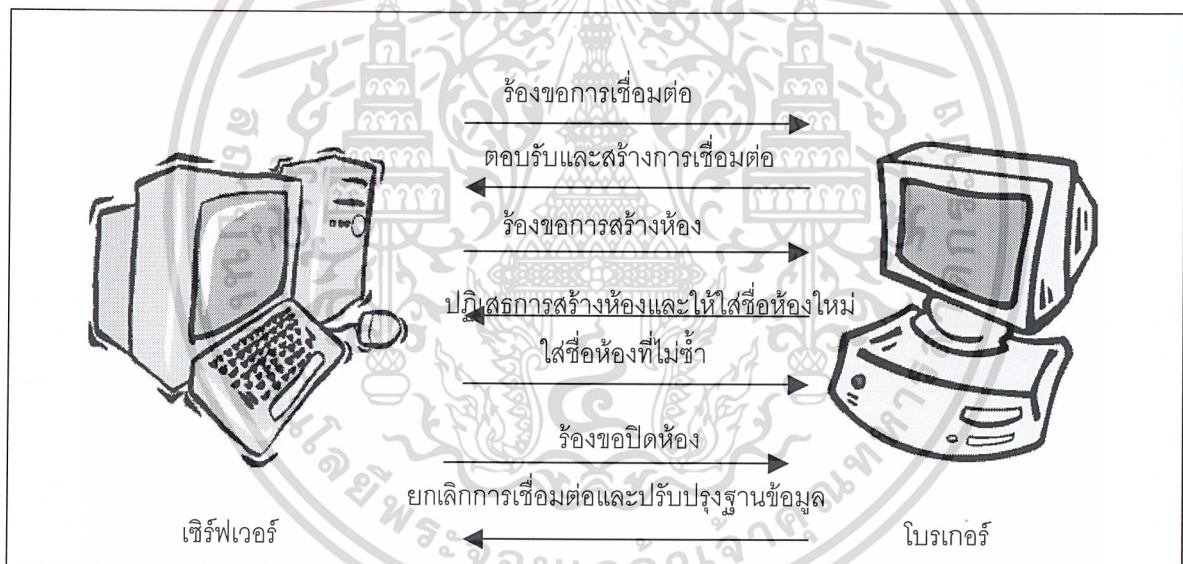 ร้องขอการเชื่อมต่อ
ตอบรับและสร้างการเชื่อมต่อ
ร้องขอการสร้างห้อง
ปฏิเสธการสร้างห้องและให้ใส่ชื่อห้องใหม่
ใส่ชื่อห้องที่ไม่ซ้ำ
ร้องขอปิดห้อง
ยกเลิกการเชื่อมต่อและปรับปรุงฐานข้อมูล
เซิร์ฟเวอร์
โบรเกอร์